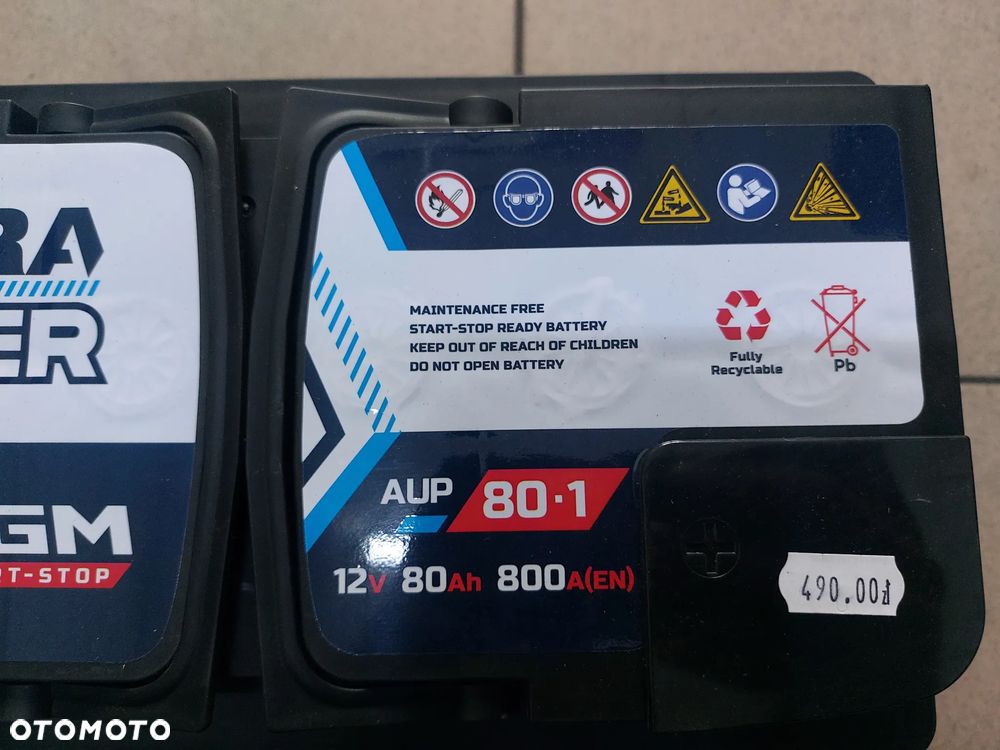 RA
ER
GM
RT-STOP
MAINTENANCE FREE
START-STOP READY BATTERY
KEEP OUT OF REACH OF CHILDREN
DO NOT OPEN BATTERY
Fully
Recyclable
Pb
AUP 80·1
12V 80Ah 800A(EN)
490.00zł
OTOMOTO